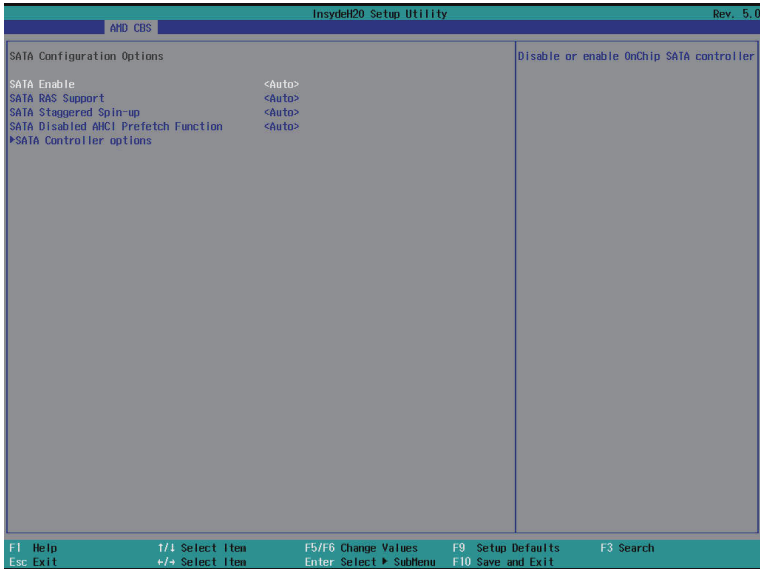 InsydeH20 Setup Utility Rev. 5.0
AMD CBS
SATA Configuration Options
Disable or enable OnChip SATA controller
SATA Enable <Auto>
SATA RAS Support <Auto>
SATA Staggered Spin-up <Auto>
SATA Disabled AHCI Prefetch Function <Auto>
▶SATA Controller options
F1 Help ↑/↓ Select Item F5/F6 Change Values F9 Setup Defaults F3 Search
Esc Exit ←/→ Select Item Enter Select ▶ SubMenu F10 Save and Exit